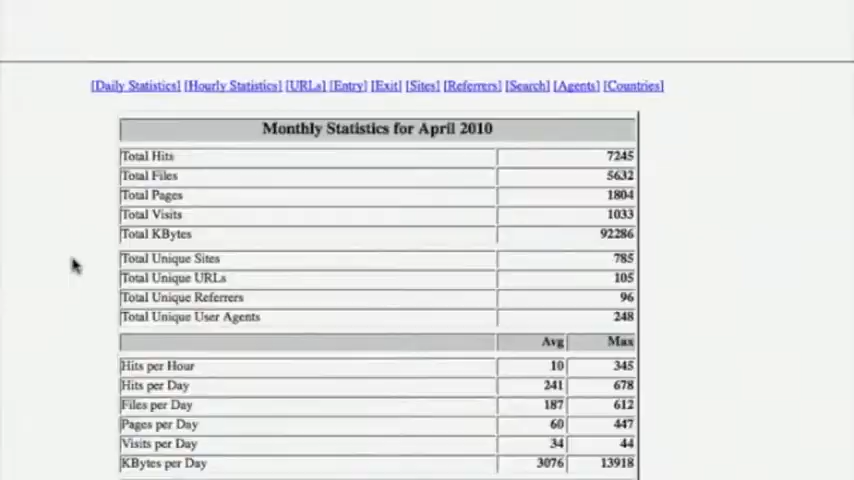 [Daily Statistics] [Hourly Statistics] [URLs] [Entry] [Exit] [Sites] [Referrers] [Search] [Agents] [Countries]
Monthly Statistics for April 2010
Total Hits 7245
Total Files 5632
Total Pages 1804
Total Visits 1033
Total KBytes 92286
Total Unique Sites 785
Total Unique URLs 105
Total Unique Referrers 96
Total Unique User Agents 248
Avg Max
Hits per Hour 10 345
Hits per Day 241 678
Files per Day 187 612
Pages per Day 60 447
Visits per Day 34 44
KBytes per Day 3076 13918